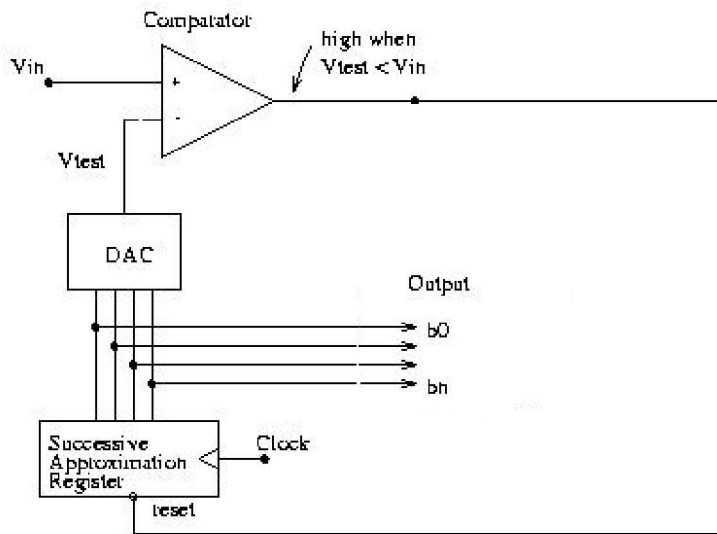 Comparator
high when
Vtest < Vin
Vin
+
-
Vtest
DAC
Output
b0
bn
Successive
Approximation
Register
Clock
reset